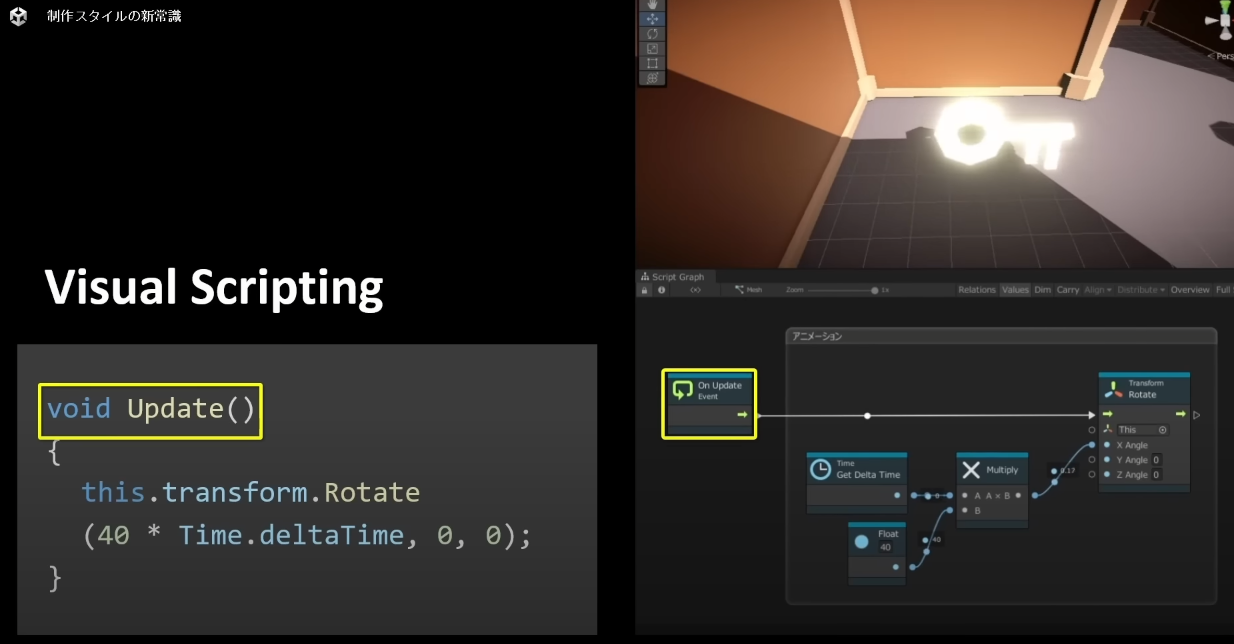 制作スタイルの新常識
Visual Scripting
void Update()
{
this.transform.Rotate
(40 * Time.deltaTime, 0, 0);
}
< Pers
Script Graph
Zoom 1x
Relations Values Dim Carry Align Distribute Overview Full
アニメーション
On Update
Event
Transform
Rotate
This
X Angle
Y Angle 0
Z Angle 0
Time
Get Delta Time
Multiply
A A × B
B
0.17
Float
40
40